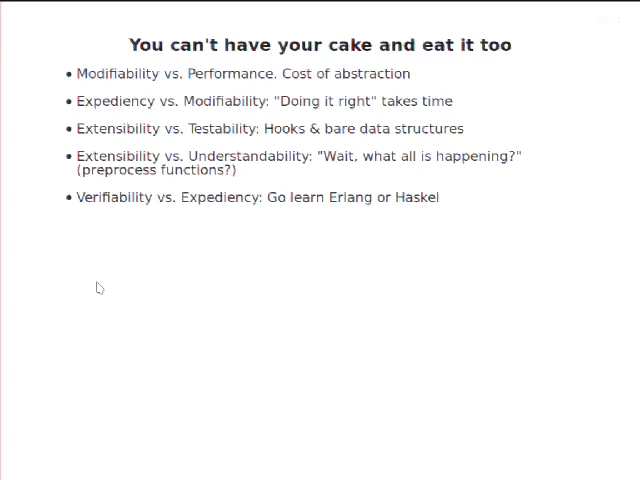 You can't have your cake and eat it too
• Modifiability vs. Performance. Cost of abstraction
• Expediency vs. Modifiability: "Doing it right" takes time
• Extensibility vs. Testability: Hooks & bare data structures
• Extensibility vs. Understandability: "Wait, what all is happening?"
(preprocess functions?)
• Verifiability vs. Expediency: Go learn Erlang or Haskel